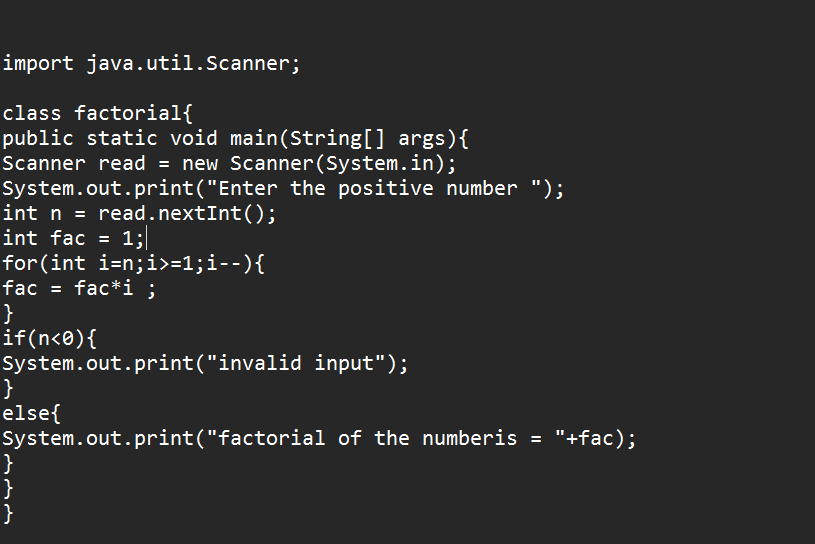 import java.util.Scanner;
class factorial{
public static void main(String[] args){
Scanner read = new Scanner(System.in);
System.out.print("Enter the positive number ");
int n = read.nextInt();
int fac = 1;
for(int i=n;i>=1;i--){
fac = fac*i ;
}
if(n<0){
System.out.print("invalid input");
}
else{
System.out.print("factorial of the numberis = "+fac);
}
}
}